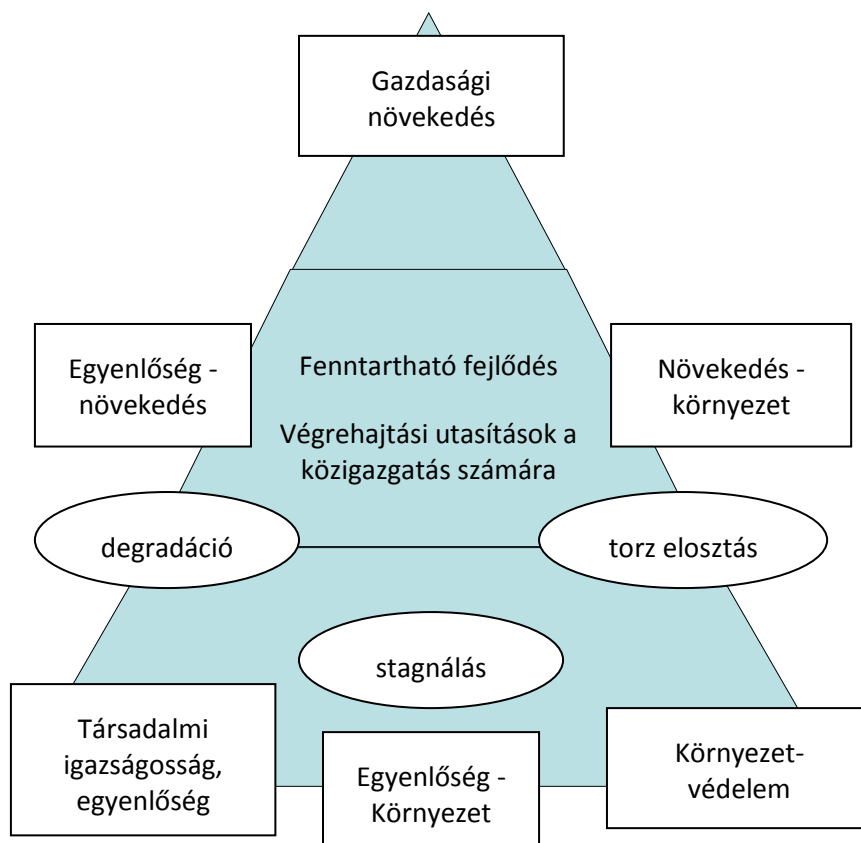 Gazdasági
növekedés
Egyenlőség -
növekedés
Fenntartható fejlődés
Végrehajtási utasítások a
közigazgatás számára
Növekedés -
környezet
degradáció
torz elosztás
stagnálás
Társadalmi
igazságosság,
egyenlőség
Egyenlőség -
Környezet
Környezet-
védelem